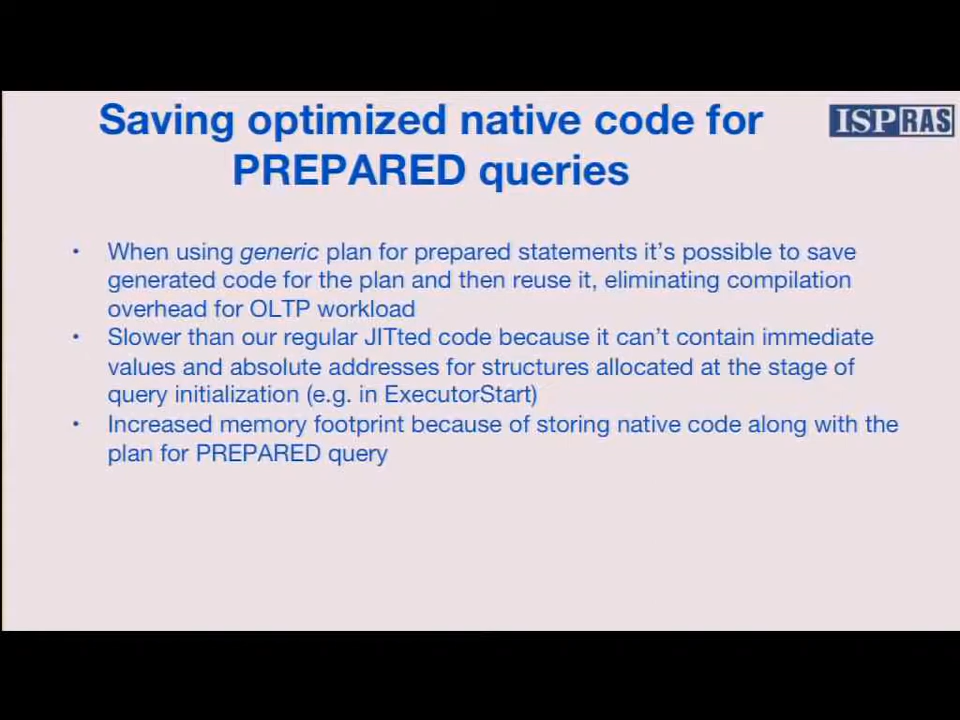 Saving optimized native code for
PREPARED queries
ISPRAS
• When using generic plan for prepared statements it's possible to save
generated code for the plan and then reuse it, eliminating compilation
overhead for OLTP workload
• Slower than our regular JITted code because it can't contain immediate
values and absolute addresses for structures allocated at the stage of
query initialization (e.g. in ExecutorStart)
• Increased memory footprint because of storing native code along with the
plan for PREPARED query